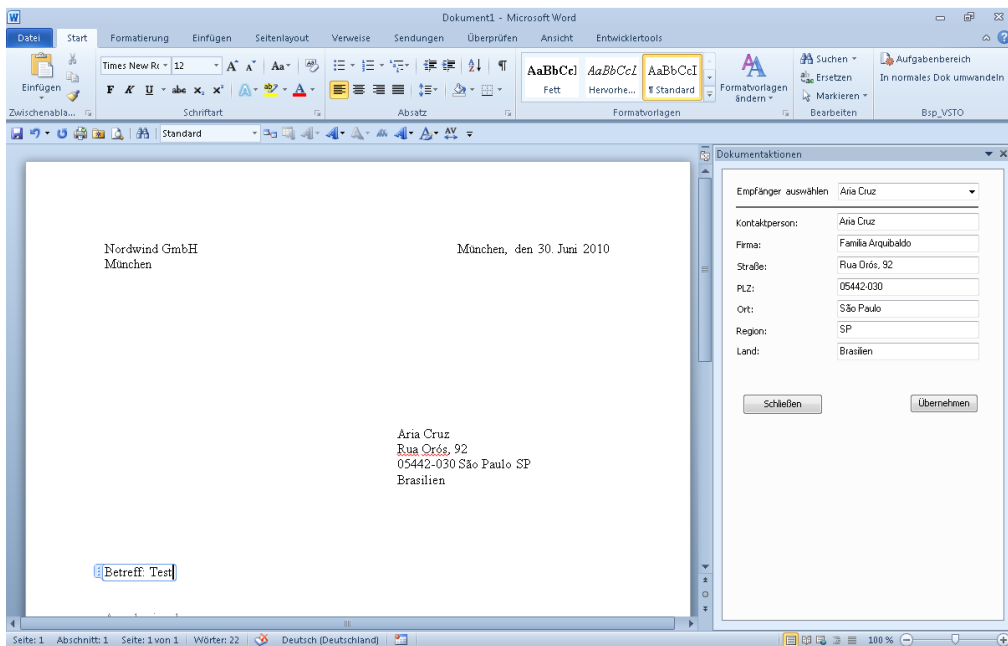 Dokument1 - Microsoft Word
Datei Start Formatierung Einfügen Seitenlayout Verweise Sendungen Überprüfen Ansicht Entwicklertools
Einfügen
Times New Ro 12
F K U abc x₂ x²
Zwischenabla... Schriftart Absatz
AaBbCcl AaBbCcL AaBbCcI
Fett Hervorhe... ¶ Standard
Formatvorlagen
Formatvorlagen ändern
Suchen
Ersetzen
Markieren
Bearbeiten
Aufgabenbereich
In normales Dok umwandeln
Bsp_VSTO
Standard
Nordwind GmbH München, den 30. Juni 2010
München
Aria Cruz
Rua Orós, 92
05442-030 São Paulo SP
Brasilien
Betreff: Test
Dokumentaktionen
Empfänger auswählen Aria Cruz
Kontaktperson: Aria Cruz
Firma: Familia Arquibaldo
Straße: Rua Orós, 92
PLZ: 05442-030
Ort: São Paulo
Region: SP
Land: Brasilien
Schließen Übernehmen
Seite: 1 Abschnitt: 1 Seite: 1 von 1 Wörter: 22 Deutsch (Deutschland) 100 %